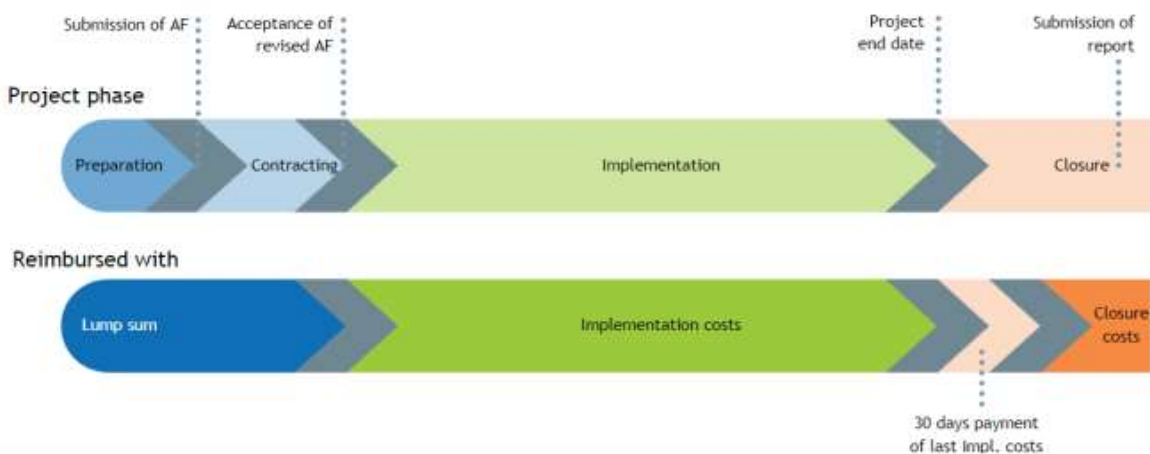 Submission of AF
Acceptance of
revised AF
Project
end date
Submission of
report
Project phase
Preparation
Contracting
Implementation
Closure
Reimbursed with
Lump sum
Implementation costs
Closure
costs
30 days payment
of last impl. costs